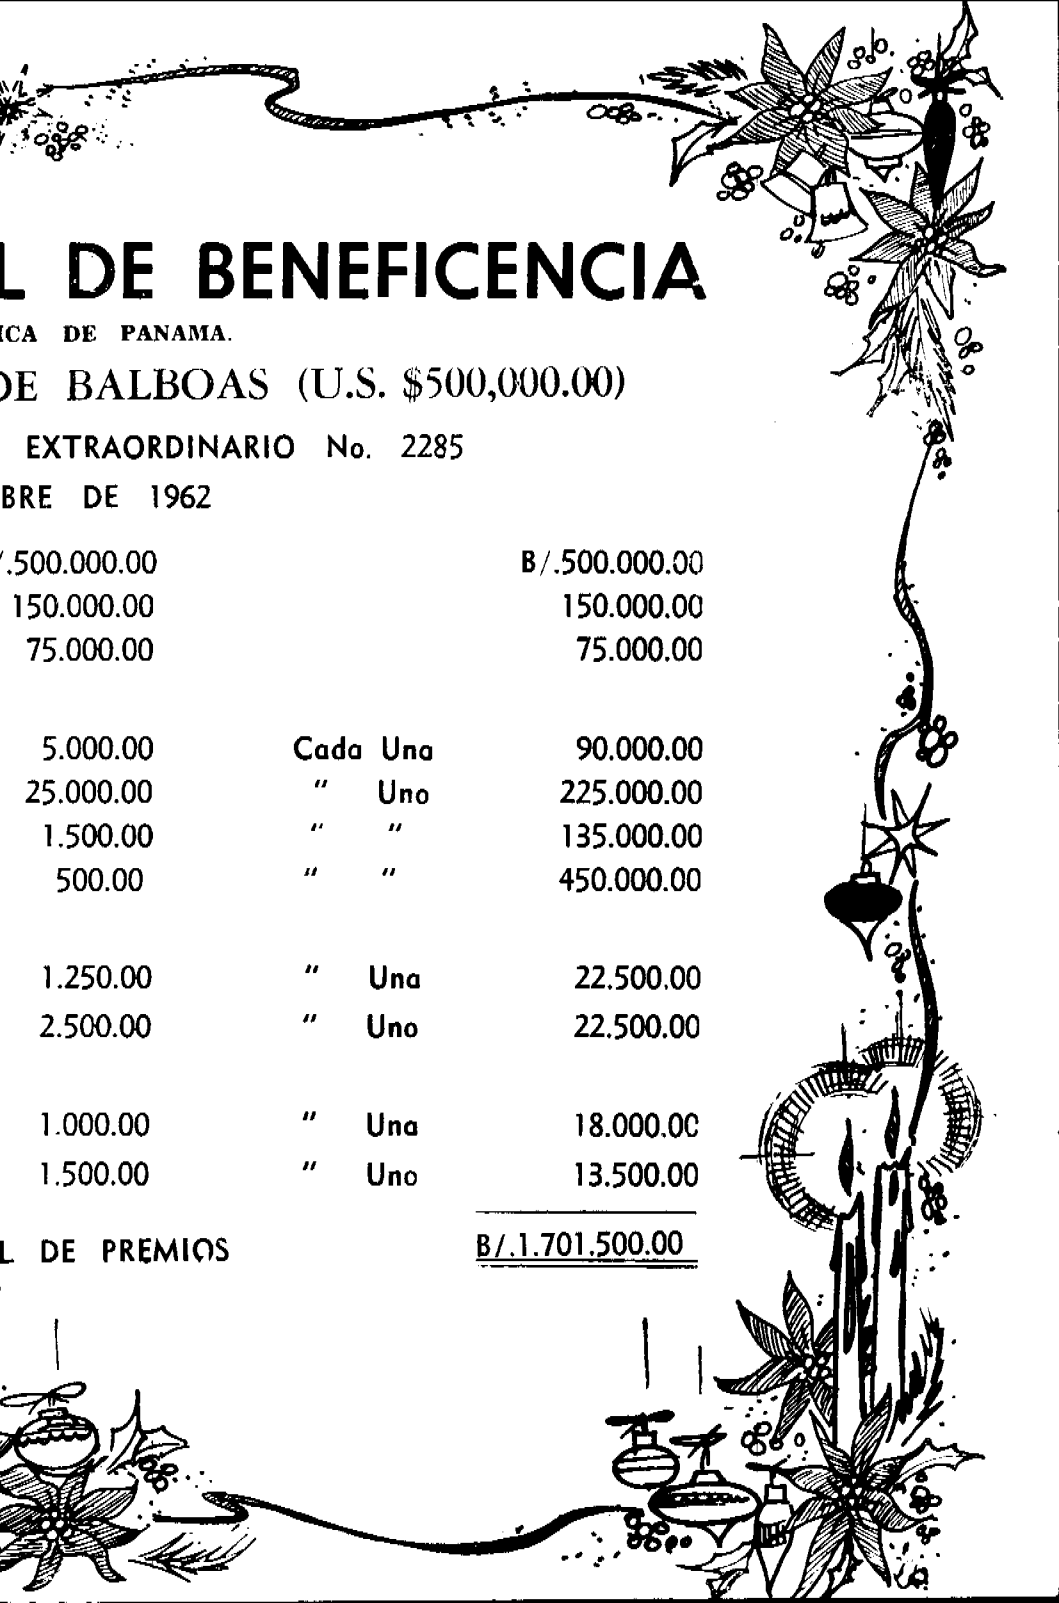 L DE BENEFICENCIA
ICA DE PANAMA.
DE BALBOAS (U.S. $500,000.00)
EXTRAORDINARIO No. 2285
BRE DE 1962
/.500.000.00 B/.500.000.00
150.000.00 150.000.00
75.000.00 75.000.00
5.000.00 Cada Una 90.000.00
25.000.00 " Uno 225.000.00
1.500.00 " " 135.000.00
500.00 " " 450.000.00
1.250.00 " Una 22.500.00
2.500.00 " Uno 22.500.00
1.000.00 " Una 18.000.00
1.500.00 " Uno 13.500.00
L DE PREMIOS B/.1.701.500.00